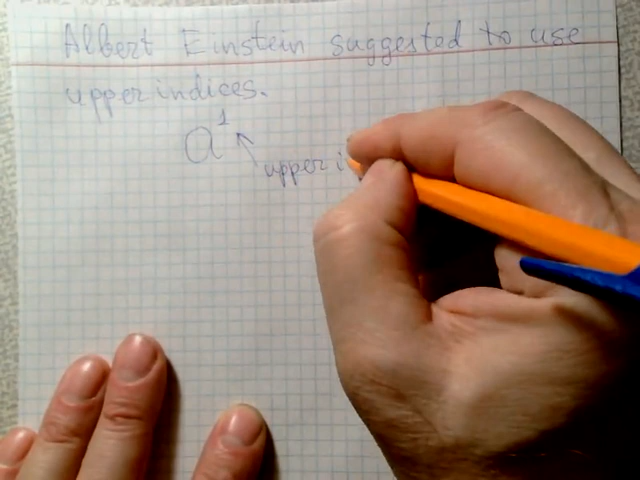 Albert Einstein suggested to use
upper indices.
a¹
upper i